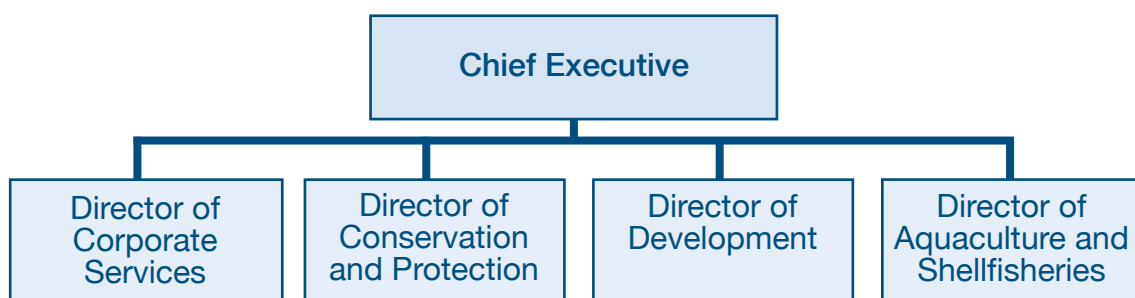 Chief Executive
Director of
Corporate
Services
Director of
Conservation
and Protection
Director of
Development
Director of
Aquaculture and
Shellfisheries